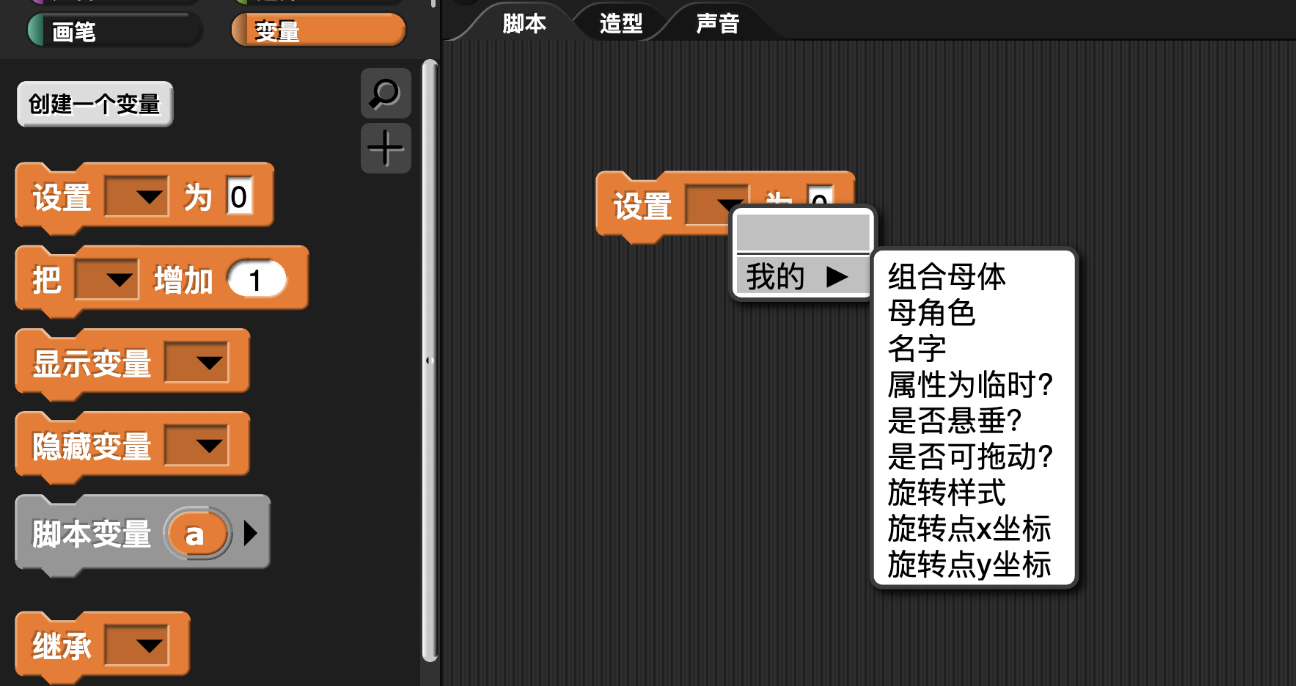 画笔
变量
脚本
造型
声音
创建一个变量
设置 为 0
把 增加 1
显示变量
隐藏变量
脚本变量 a
继承
设置
我的
组合母体
母角色
名字
属性为临时?
是否悬垂?
是否可拖动?
旋转样式
旋转点x坐标
旋转点y坐标